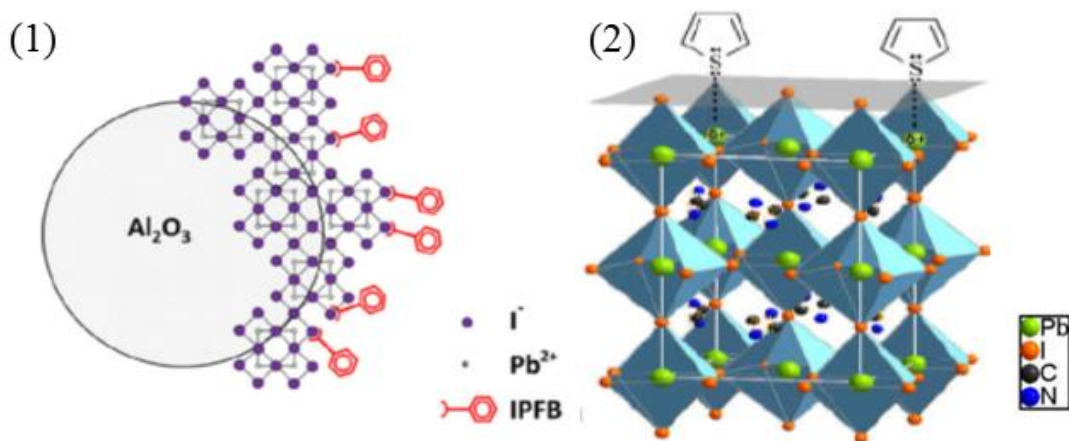 (1)
Al₂O₃
I⁻
Pb²⁺
IPFB
(2)
S
S
δ+
δ+
Pb
I
C
N